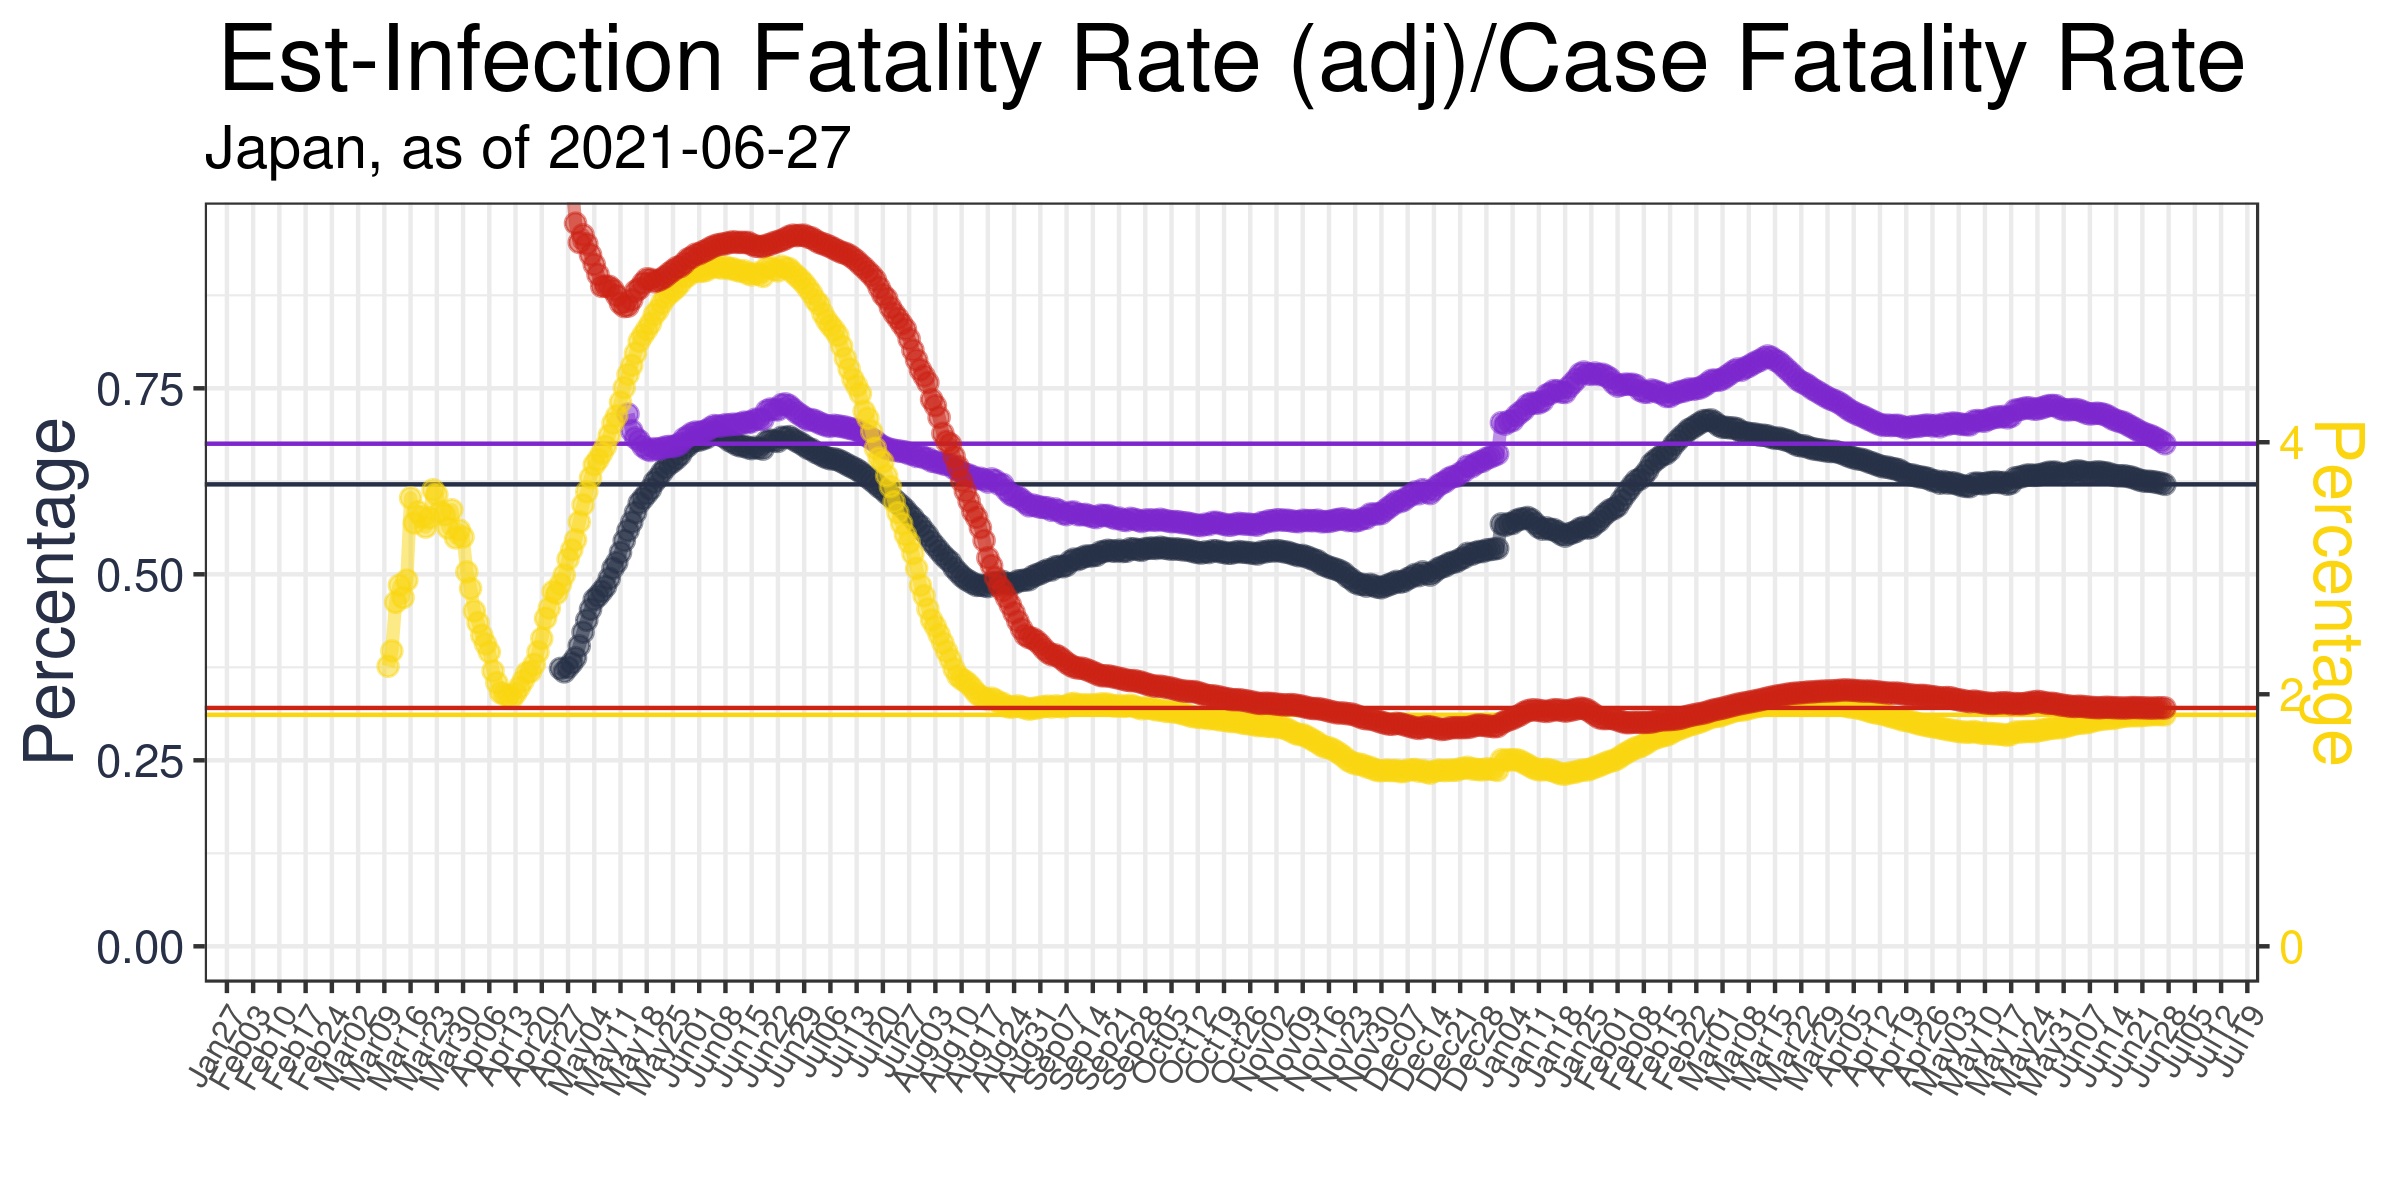 Est-Infection Fatality Rate (adj)/Case Fatality Rate
Japan, as of 2021-06-27
Percentage
0.75
0.50
0.25
0.00
4
2
0
Percentage
Jan27
Feb03
Feb10
Feb17
Feb24
Mar02
Mar09
Mar16
Mar23
Mar30
Apr06
Apr13
Apr20
Apr27
May04
May11
May18
May25
Jun01
Jun08
Jun15
Jun22
Jun29
Jul06
Jul13
Jul20
Jul27
Aug03
Aug10
Aug17
Aug24
Aug31
Sep07
Sep14
Sep21
Sep28
Oct05
Oct12
Oct19
Oct26
Nov02
Nov09
Nov16
Nov23
Nov30
Dec07
Dec14
Dec21
Dec28
Jan04
Jan11
Jan18
Jan25
Feb01
Feb08
Feb15
Feb22
Mar01
Mar08
Mar15
Mar22
Mar29
Apr05
Apr12
Apr19
Apr26
May03
May10
May17
May24
May31
Jun07
Jun14
Jun21
Jun28
Jul05
Jul12
Jul19